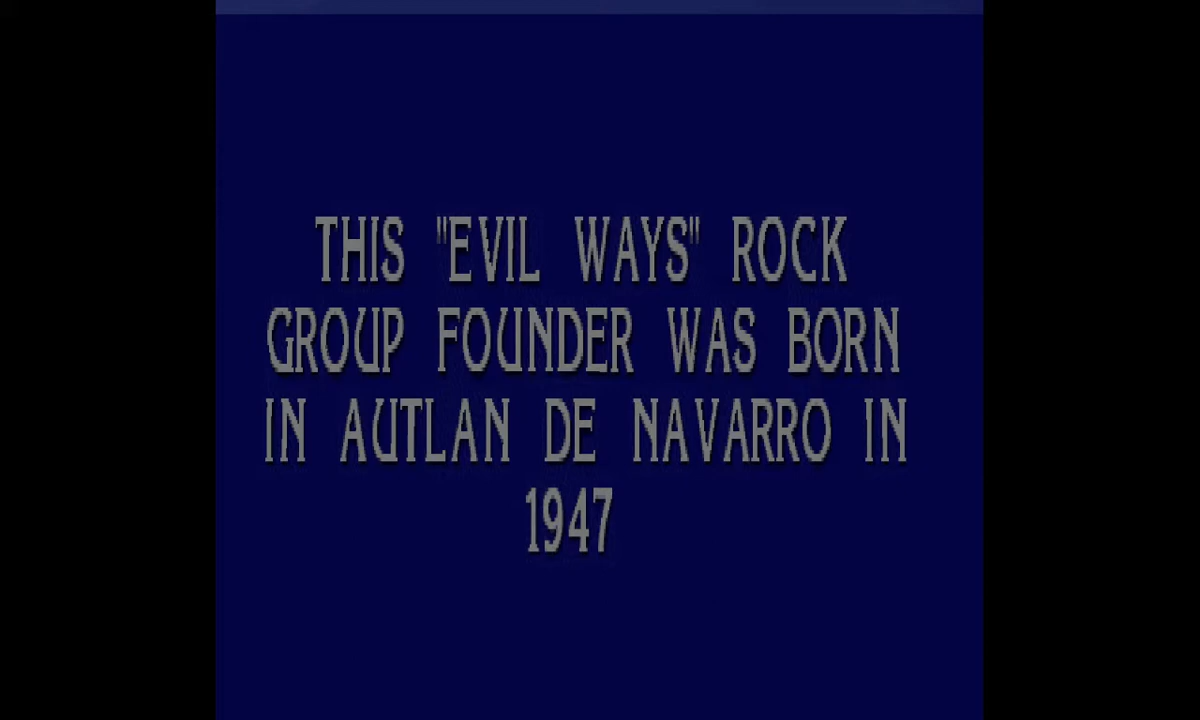 THIS "EVIL WAYS" ROCK
GROUP FOUNDER WAS BORN
IN AUTLAN DE NAVARRO IN
1947